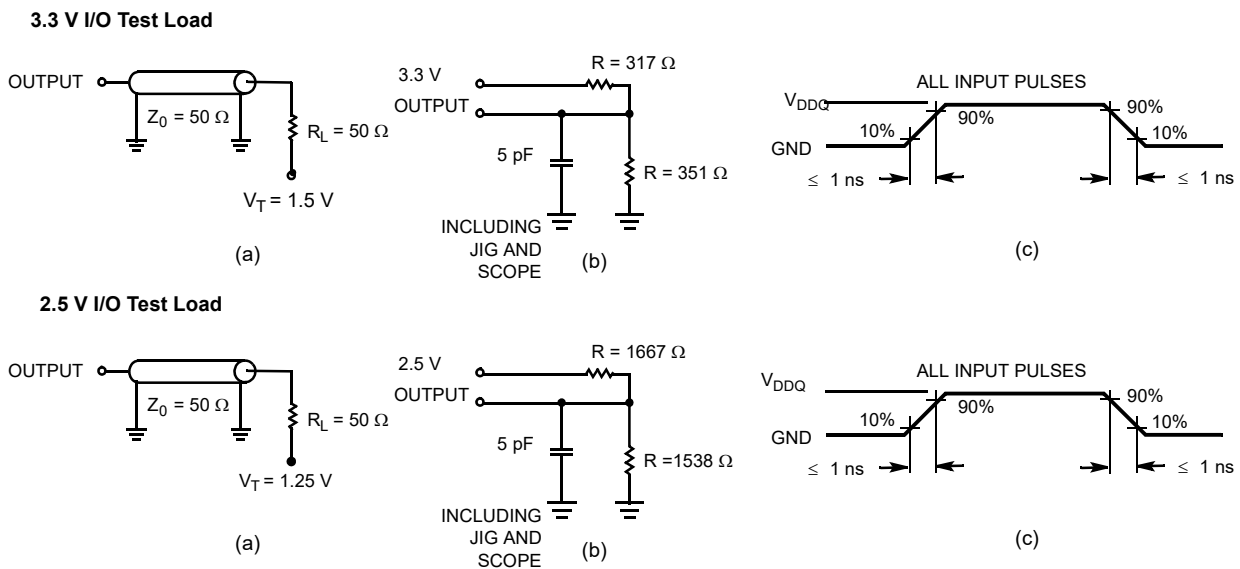 3.3 V I/O Test Load
OUTPUT
Z0 = 50 Ω
RL = 50 Ω
VT = 1.5 V
(a)
3.3 V
OUTPUT
R = 317 Ω
5 pF
R = 351 Ω
INCLUDING
JIG AND
SCOPE
(b)
ALL INPUT PULSES
VDDQ
GND
10%
90%
90%
10%
≤ 1 ns
≤ 1 ns
(c)
2.5 V I/O Test Load
OUTPUT
Z0 = 50 Ω
RL = 50 Ω
VT = 1.25 V
(a)
2.5 V
OUTPUT
R = 1667 Ω
5 pF
R =1538 Ω
INCLUDING
JIG AND
SCOPE
(b)
ALL INPUT PULSES
VDDQ
GND
10%
90%
90%
10%
≤ 1 ns
≤ 1 ns
(c)